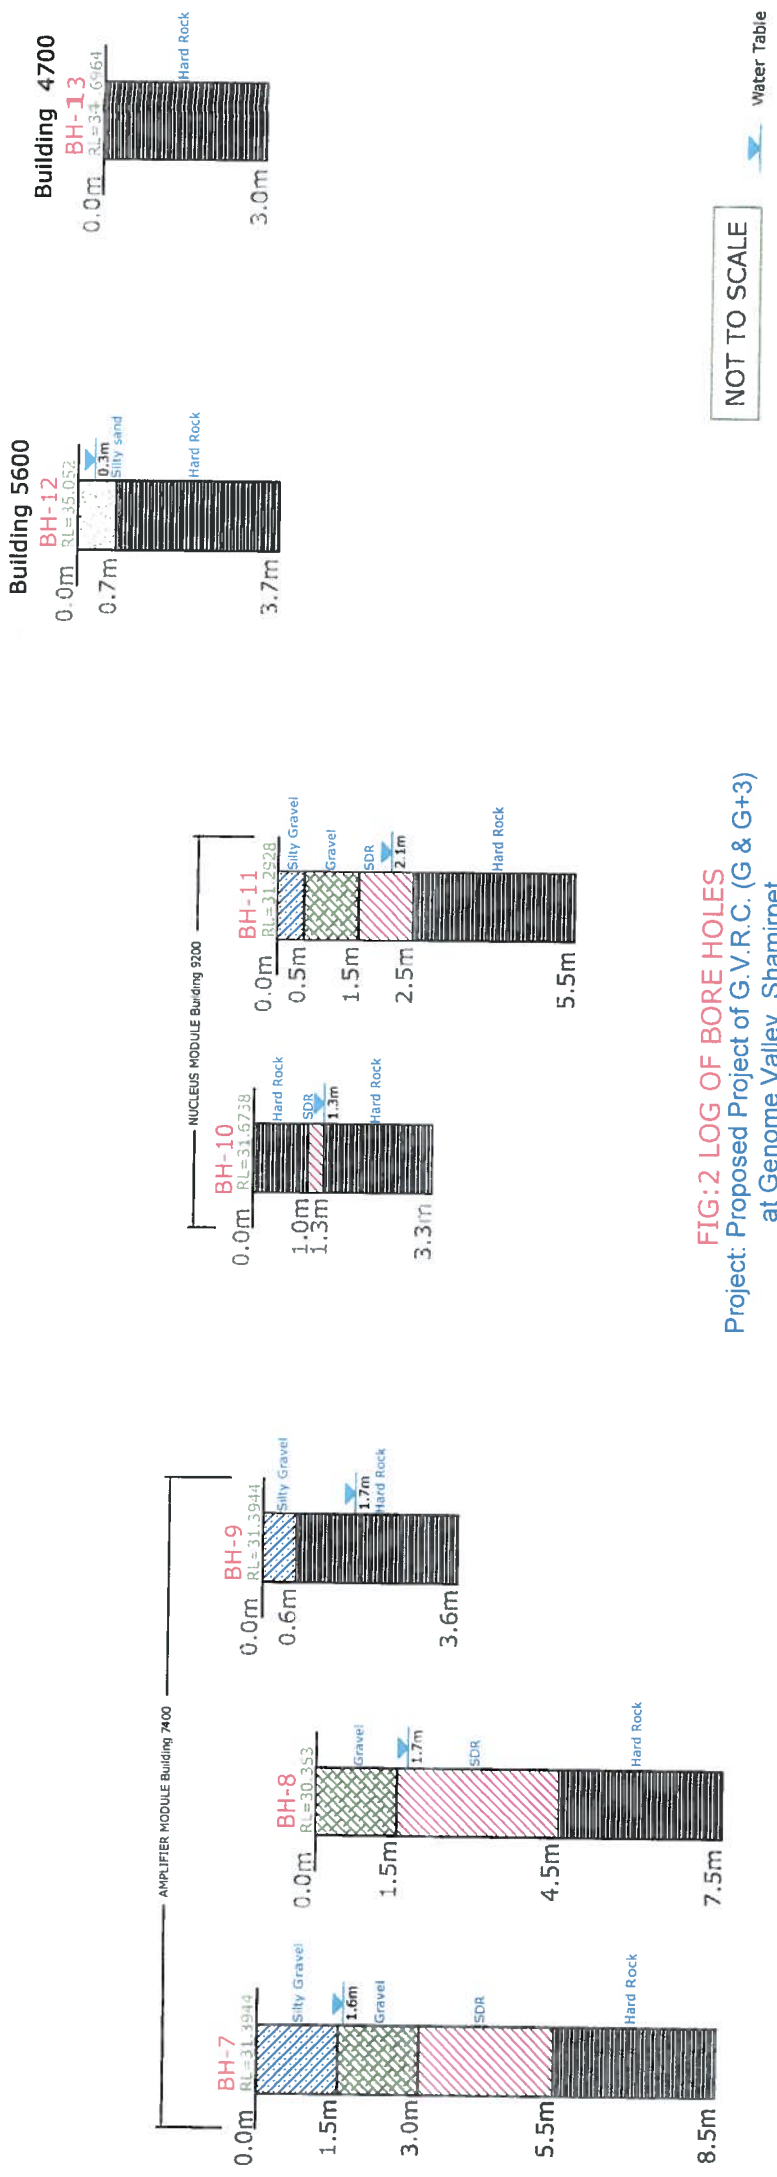 AMPLIFIER MODULE Building 7400
BH-7
RL=31.3944
0.0m
Silty Gravel
1.5m
1.6m
Gravel
3.0m
SDR
5.5m
Hard Rock
8.5m
BH-8
RL=30.353
0.0m
Gravel
1.5m
1.7m
SDR
4.5m
Hard Rock
7.5m
BH-9
RL=31.3944
0.0m
Silty Gravel
0.6m
1.7m
Hard Rock
3.6m
NUCLEUS MODULE Building 9200
BH-10
RL=31.6738
0.0m
Hard Rock
1.0m
SDR
1.3m
1.3m
Hard Rock
3.3m
BH-11
RL=31.2928
0.0m
Silty Gravel
0.5m
Gravel
1.5m
SDR
2.1m
2.5m
Hard Rock
5.5m
Building 5600
BH-12
RL=35.052
0.0m
0.3m
Silty sand
0.7m
Hard Rock
3.7m
Building 4700
BH-13
0.0m
Hard Rock
3.0m
FIG:2 LOG OF BORE HOLES
Project: Proposed Project of G.V.R.C. (G & G+3)
at Genome Valley, Shamirpet
NOT TO SCALE
Water Table